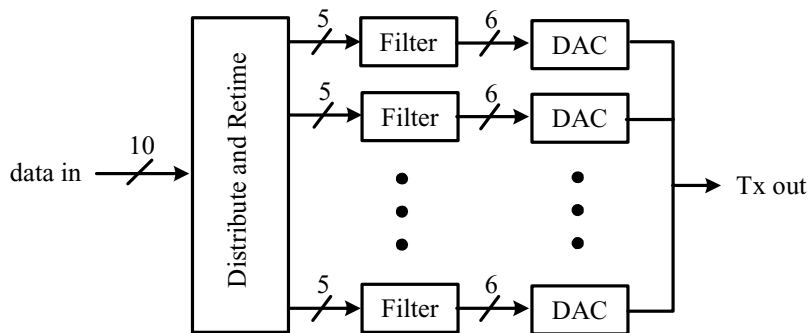 5
Filter
6
DAC
5
Filter
6
DAC
10
data in
Distribute and Retime
Tx out
5
Filter
6
DAC